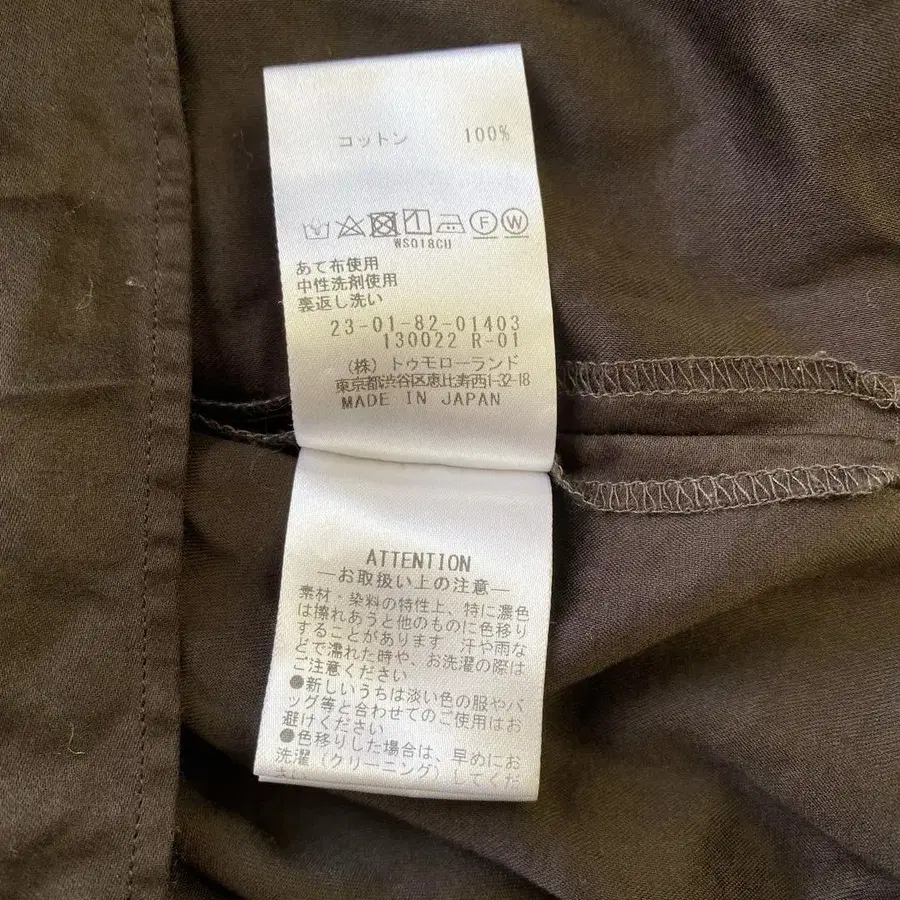 コットン 100%
F W
WS018CH
あて布使用
中性洗剤使用
裏返し洗い
23-01-82-01403
130022 R-01
(株) トゥモローランド
東京都渋谷区恵比寿西1-32-18
MADE IN JAPAN
ATTENTION
―お取扱い上の注意―
素材・染料の特性上、特に濃色
は擦れあうと他のものに色移り
することがあります 汗や雨な
どで濡れた時や、お洗濯の際は
ご注意ください
●新しいうちは淡い色の服やバ
ッグ等と合わせてのご使用はお
避けください
●色移りした場合は、早めにお
洗濯(クリーニング)してくだ
さい